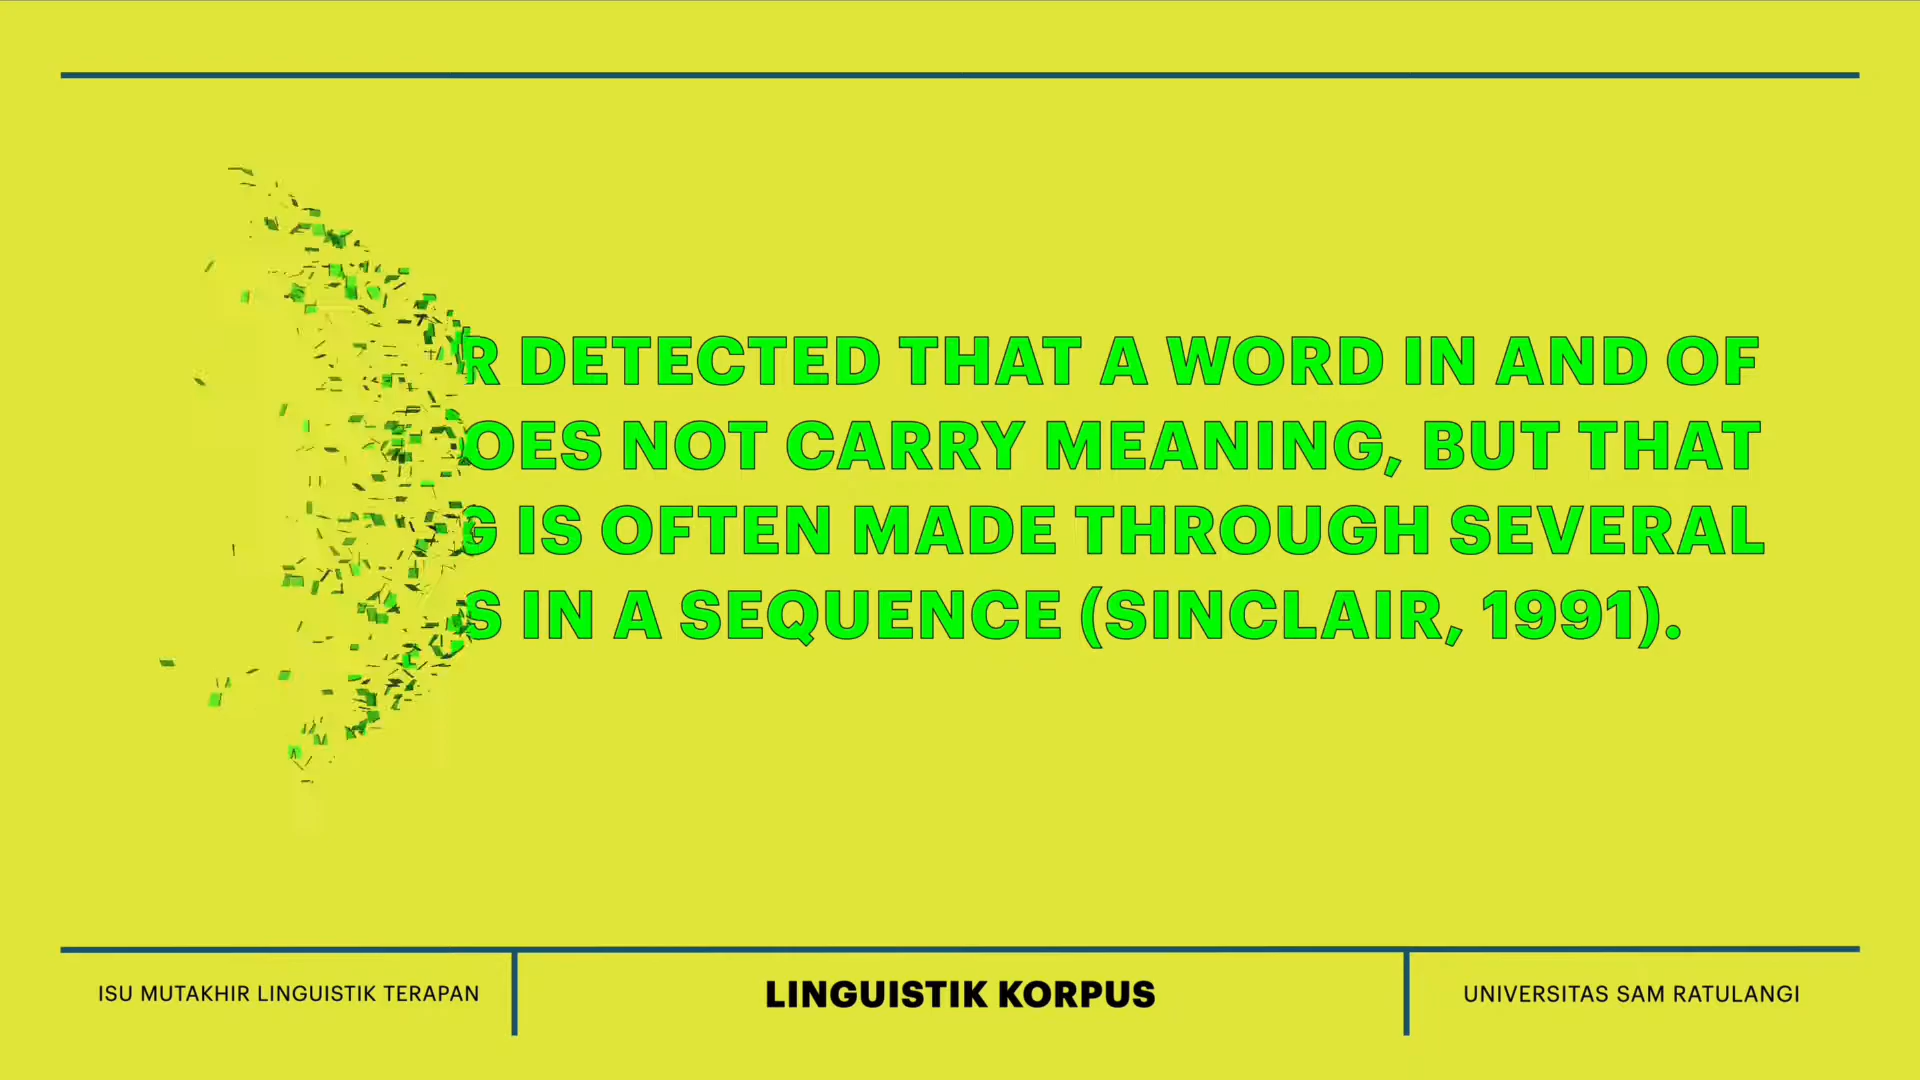 DETECTED THAT A WORD IN AND OF
NOT CARRY MEANING, BUT THAT
IS OFTEN MADE THROUGH SEVERAL
IN A SEQUENCE (SINCLAIR, 1991).
ISU MUTAKHIR LINGUISTIK TERAPAN
LINGUISTIK KORPUS
UNIVERSITAS SAM RATULANGI